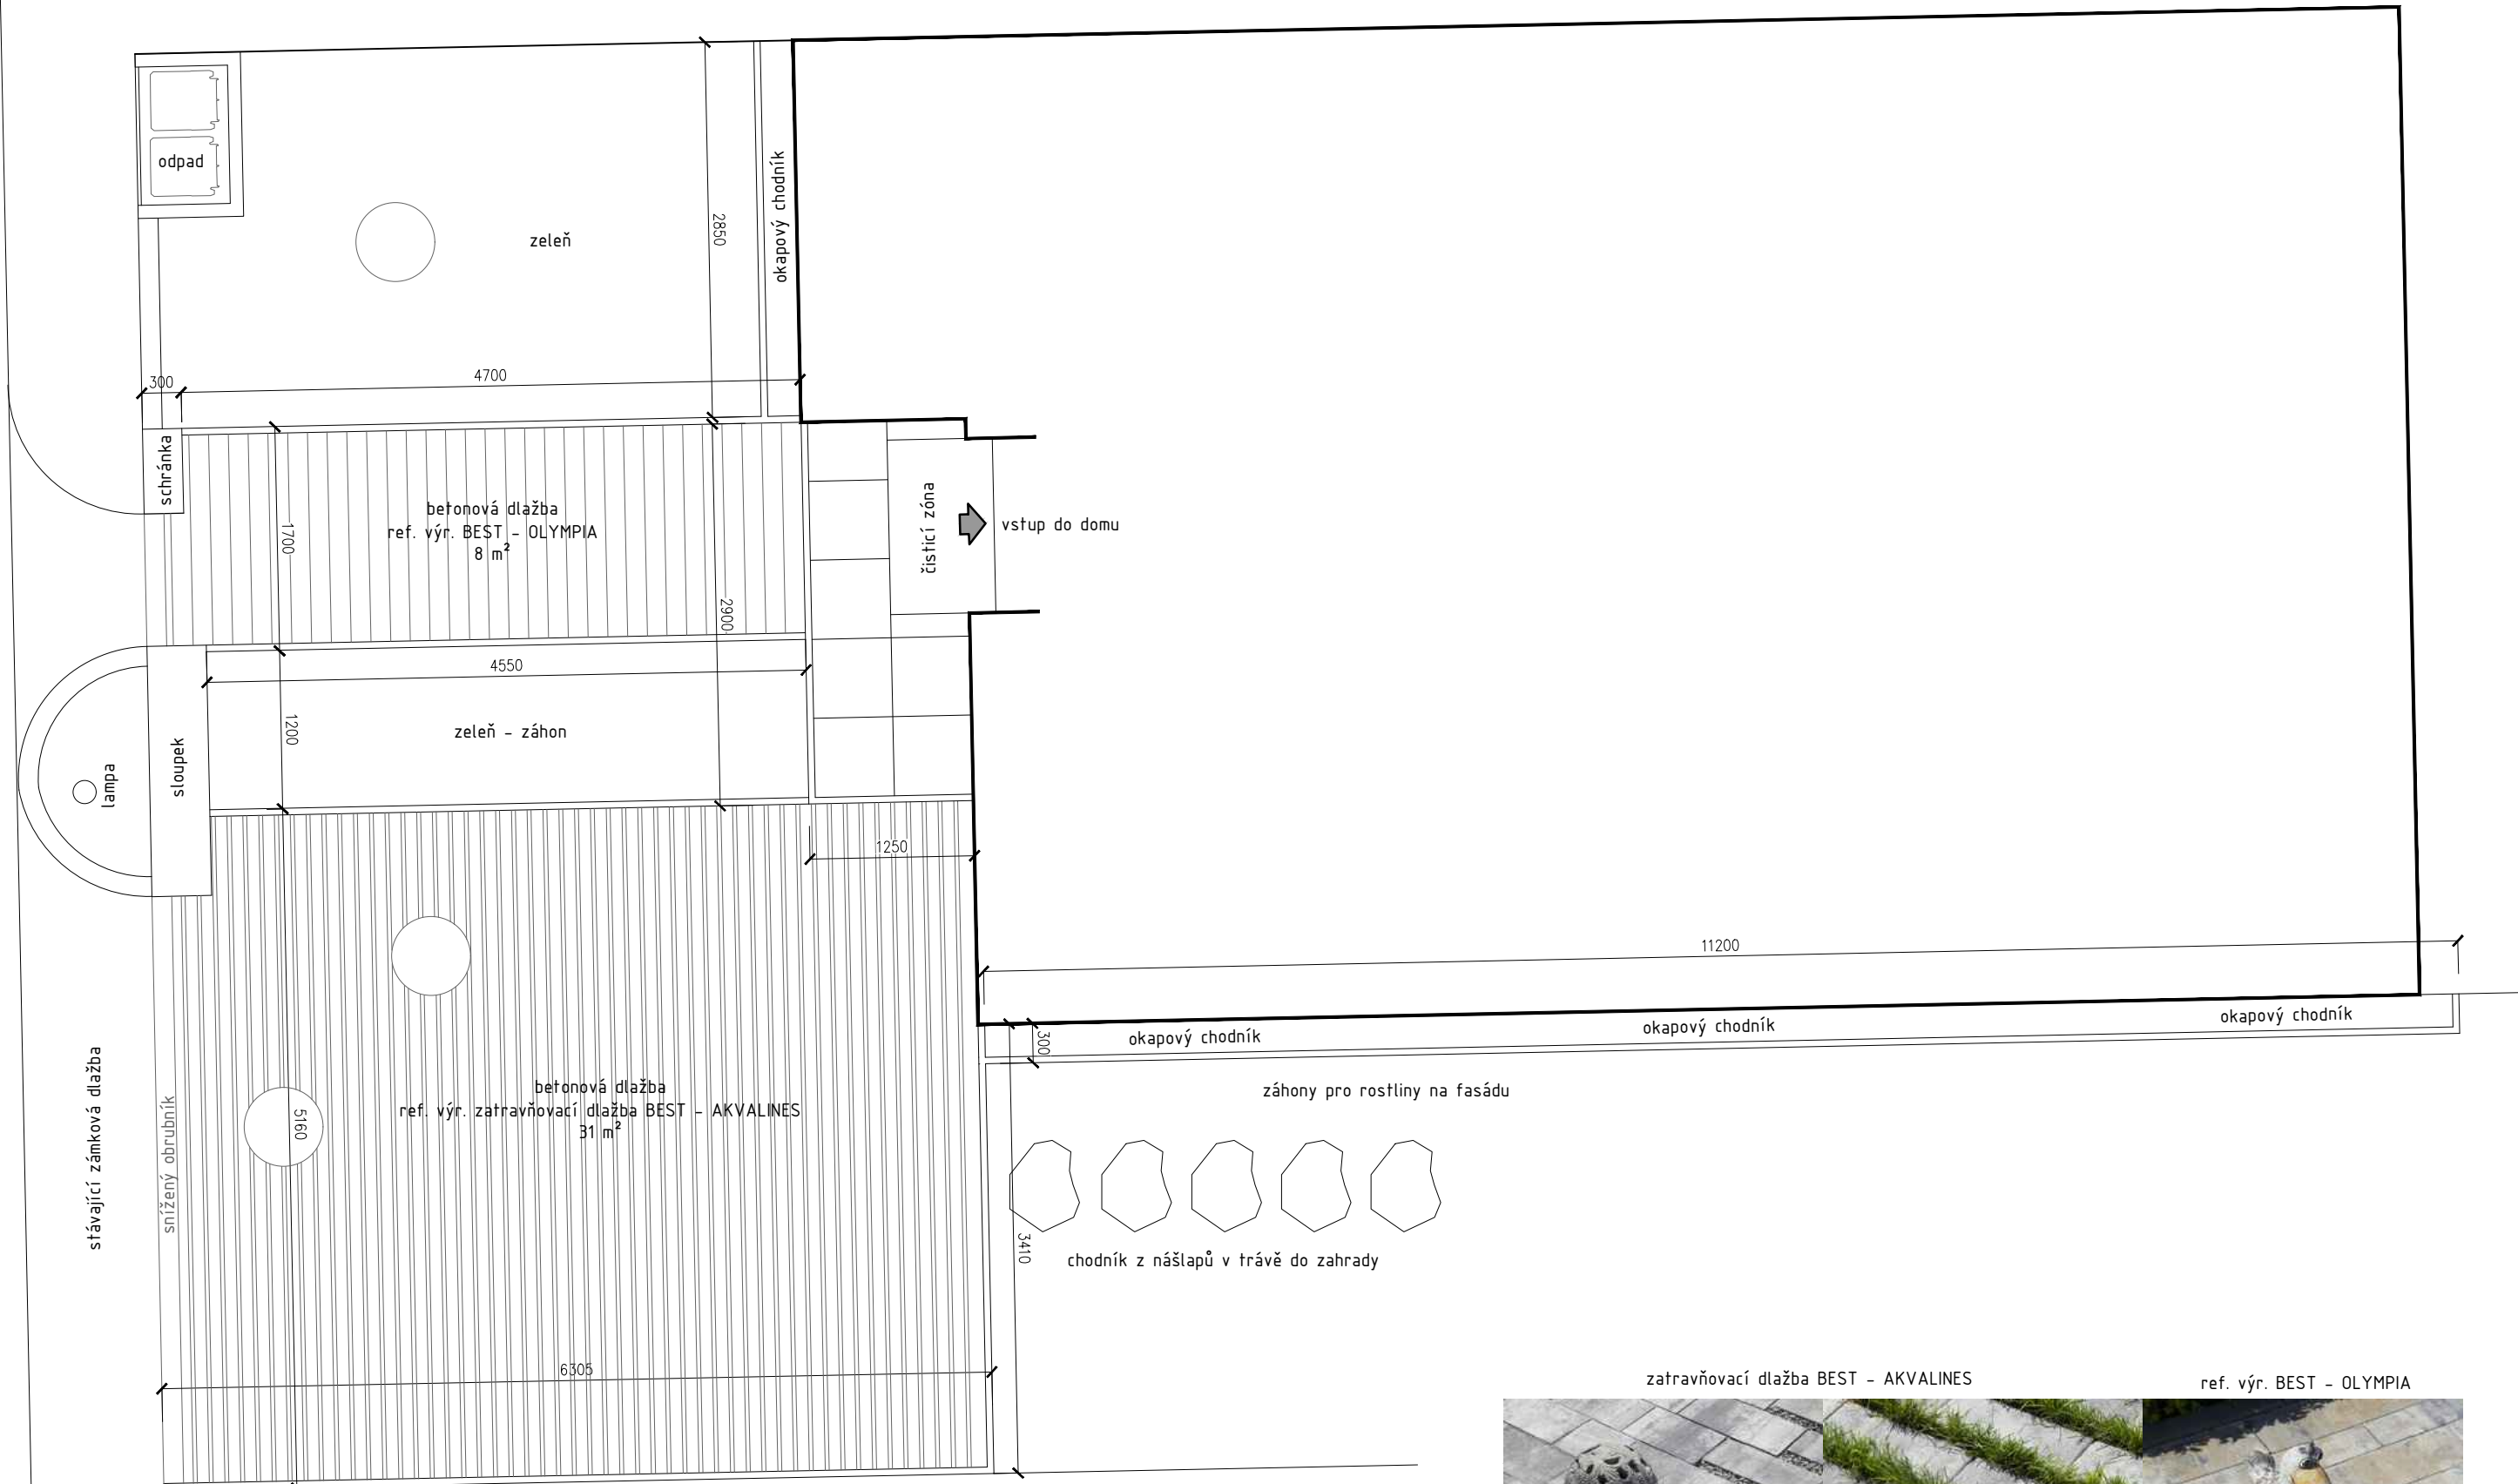 odpad
zeleň
2850
okapový chodník
300
4700
schránka
betonová dlažba
ref. výr. BEST - OLYMPIA
8 m²
1700
2900
čisticí zóna
vstup do domu
4550
1200
zeleň - záhon
sloupek
lampa
1250
11200
okapový chodník
okapový chodník
okapový chodník
300
záhony pro rostliny na fasádu
stávající zámková dlažba
snížený obrubník
betonová dlažba
ref. výr. zatravňovací dlažba BEST - AKVALINES
31 m²
5160
3410
chodník z nášlapů v trávě do zahrady
6305
zatravňovací dlažba BEST - AKVALINES
ref. výr. BEST - OLYMPIA